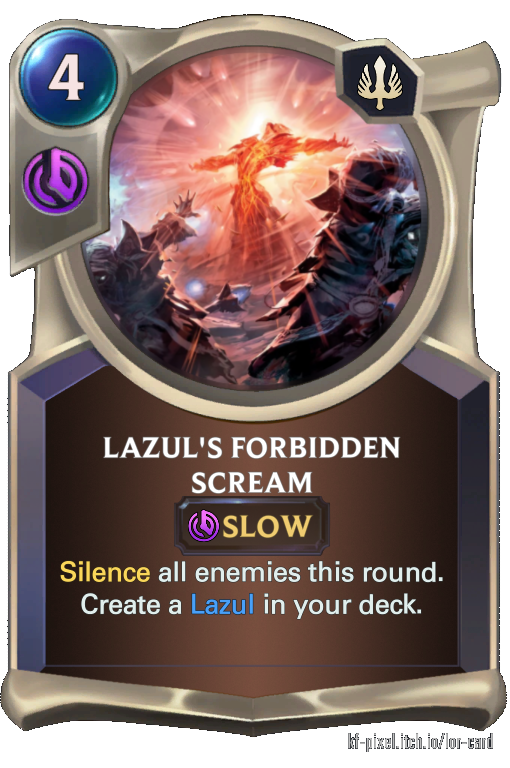 4
LAZUL'S FORBIDDEN
SCREAM
SLOW
Silence all enemies this round.
Create a Lazul in your deck.
kf-pixel.itch.io/lor-card